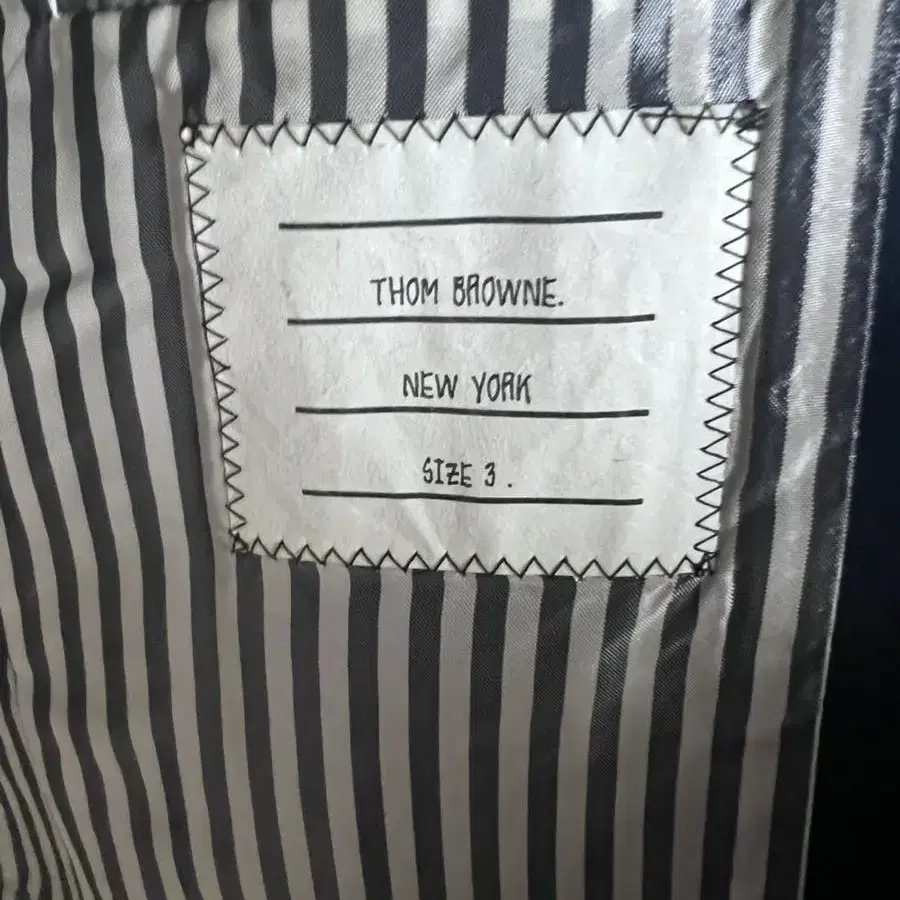 THOM BROWNE.
NEW YORK
SIZE 3.